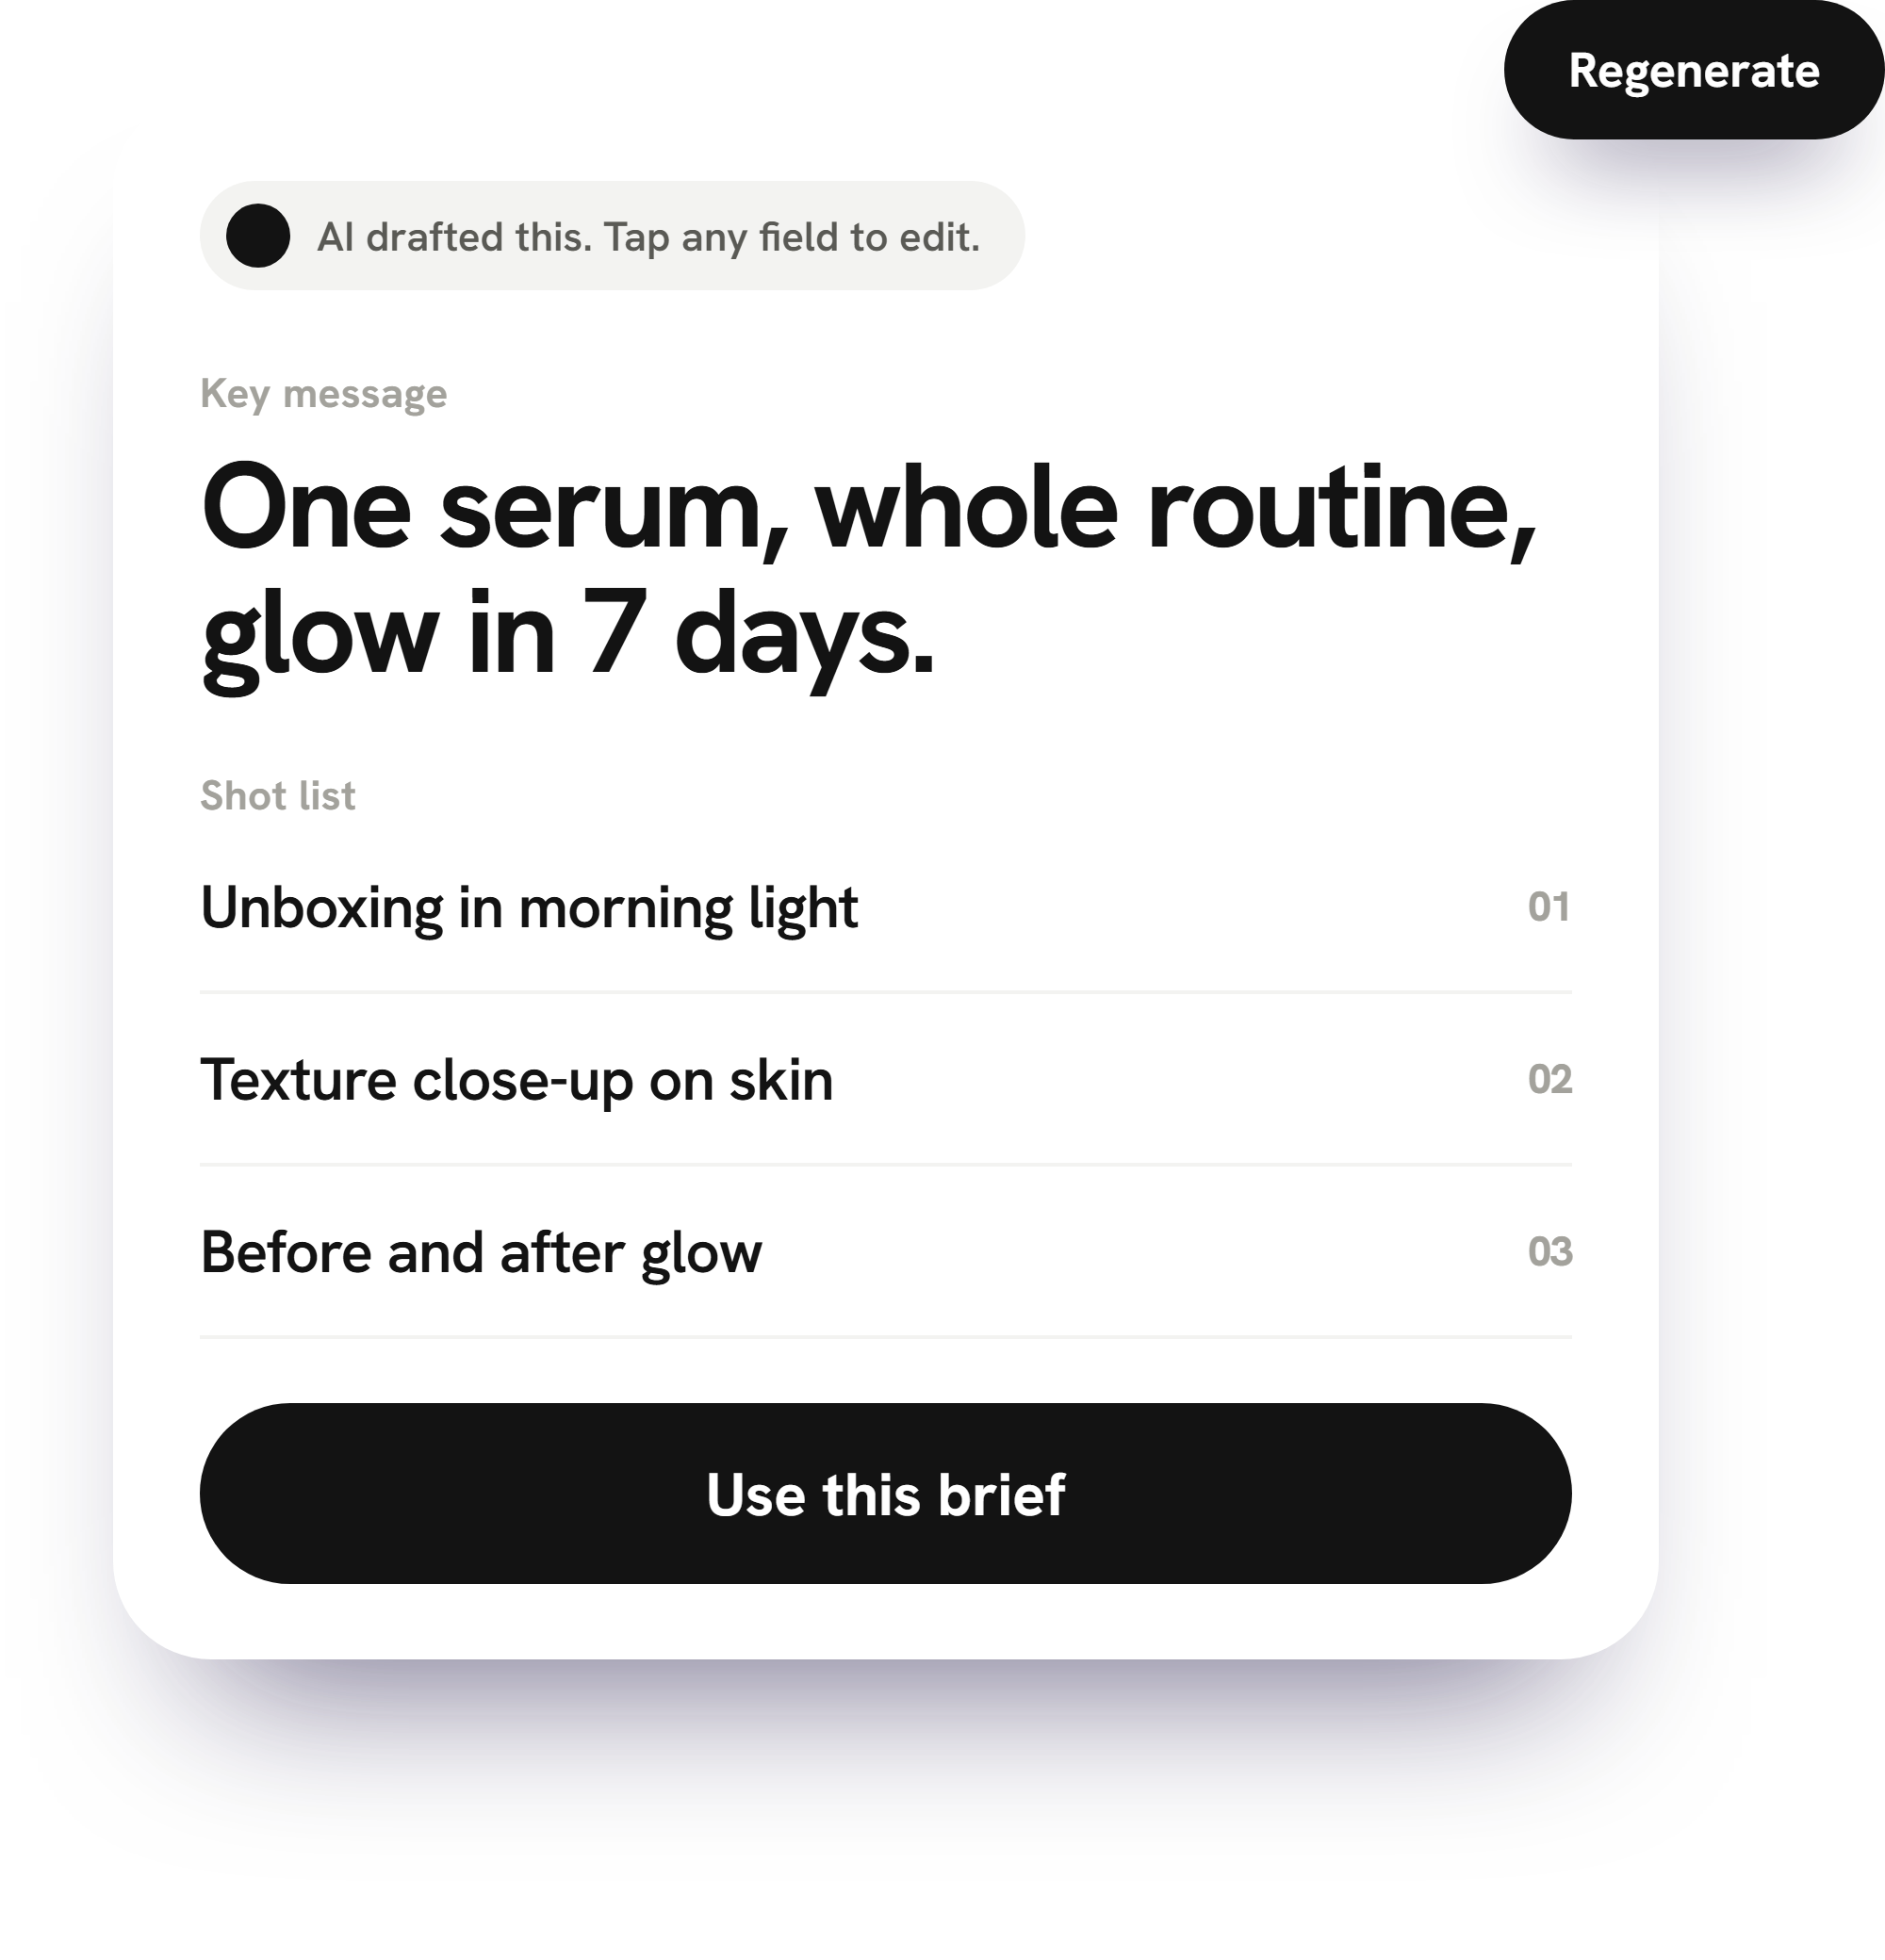 Regenerate
AI drafted this. Tap any field to edit.
Key message
One serum, whole routine,
glow in 7 days.
Shot list
Unboxing in morning light 01
Texture close-up on skin 02
Before and after glow 03
Use this brief